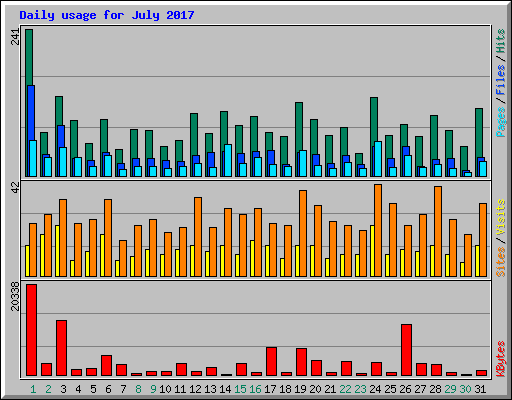 Daily usage for July 2017
241
Pages / Files / Hits
42
Sites / Visits
20338
KBytes
1 2 3 4 5 6 7 8 9 10 11 12 13 14 15 16 17 18 19 20 21 22 23 24 25 26 27 28 29 30 31